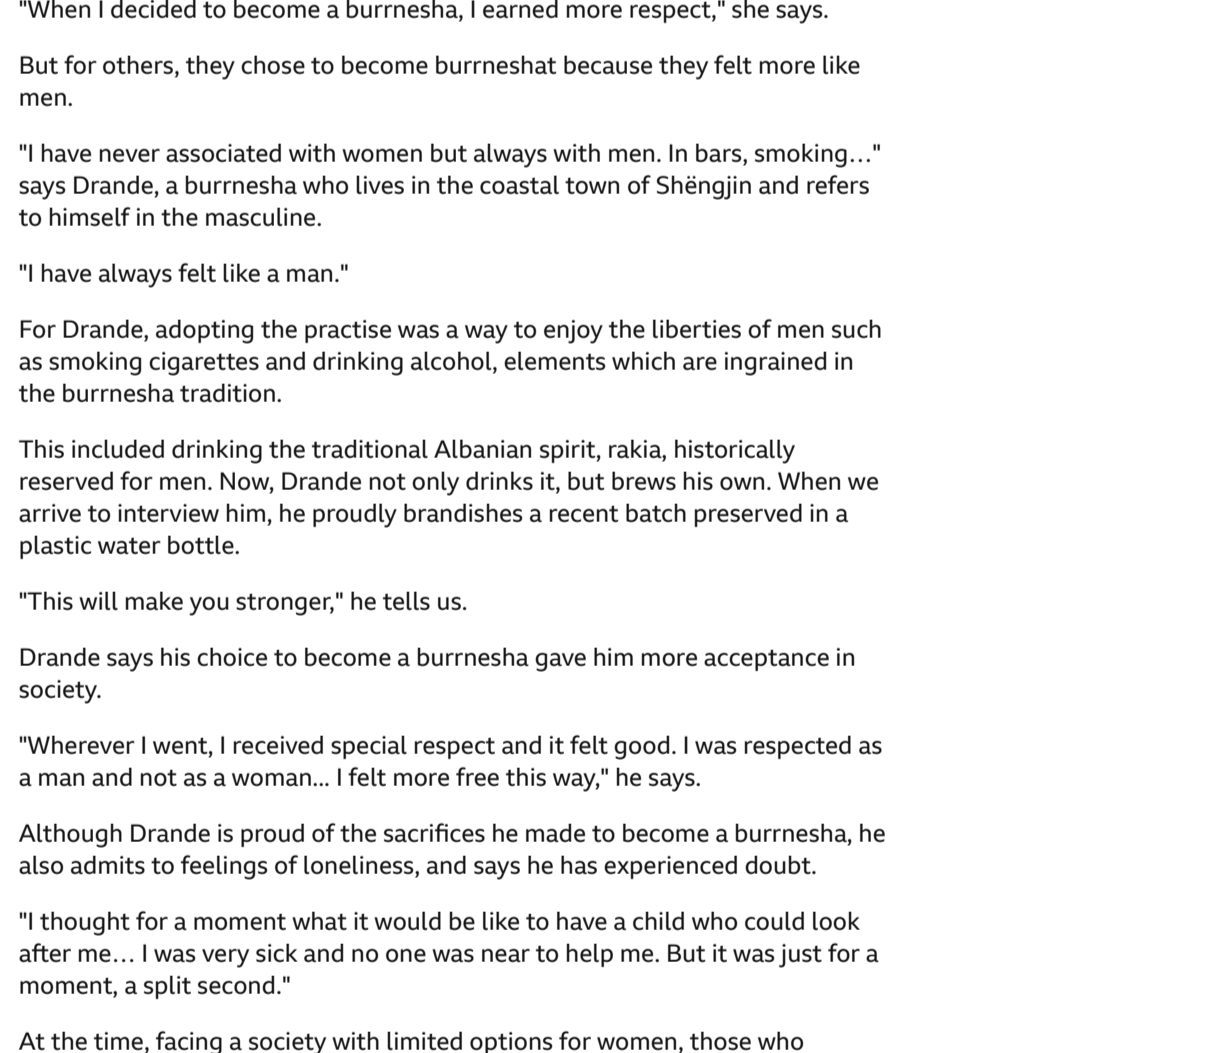 "When I decided to become a burrnesha, I earned more respect," she says.
But for others, they chose to become burrneshat because they felt more like
men.
"I have never associated with women but always with men. In bars, smoking…"
says Drande, a burrnesha who lives in the coastal town of Shëngjin and refers
to himself in the masculine.
"I have always felt like a man."
For Drande, adopting the practise was a way to enjoy the liberties of men such
as smoking cigarettes and drinking alcohol, elements which are ingrained in
the burrnesha tradition.
This included drinking the traditional Albanian spirit, rakia, historically
reserved for men. Now, Drande not only drinks it, but brews his own. When we
arrive to interview him, he proudly brandishes a recent batch preserved in a
plastic water bottle.
"This will make you stronger," he tells us.
Drande says his choice to become a burrnesha gave him more acceptance in
society.
"Wherever I went, I received special respect and it felt good. I was respected as
a man and not as a woman... I felt more free this way," he says.
Although Drande is proud of the sacrifices he made to become a burrnesha, he
also admits to feelings of loneliness, and says he has experienced doubt.
"I thought for a moment what it would be like to have a child who could look
after me… I was very sick and no one was near to help me. But it was just for a
moment, a split second."
At the time, facing a society with limited options for women, those who